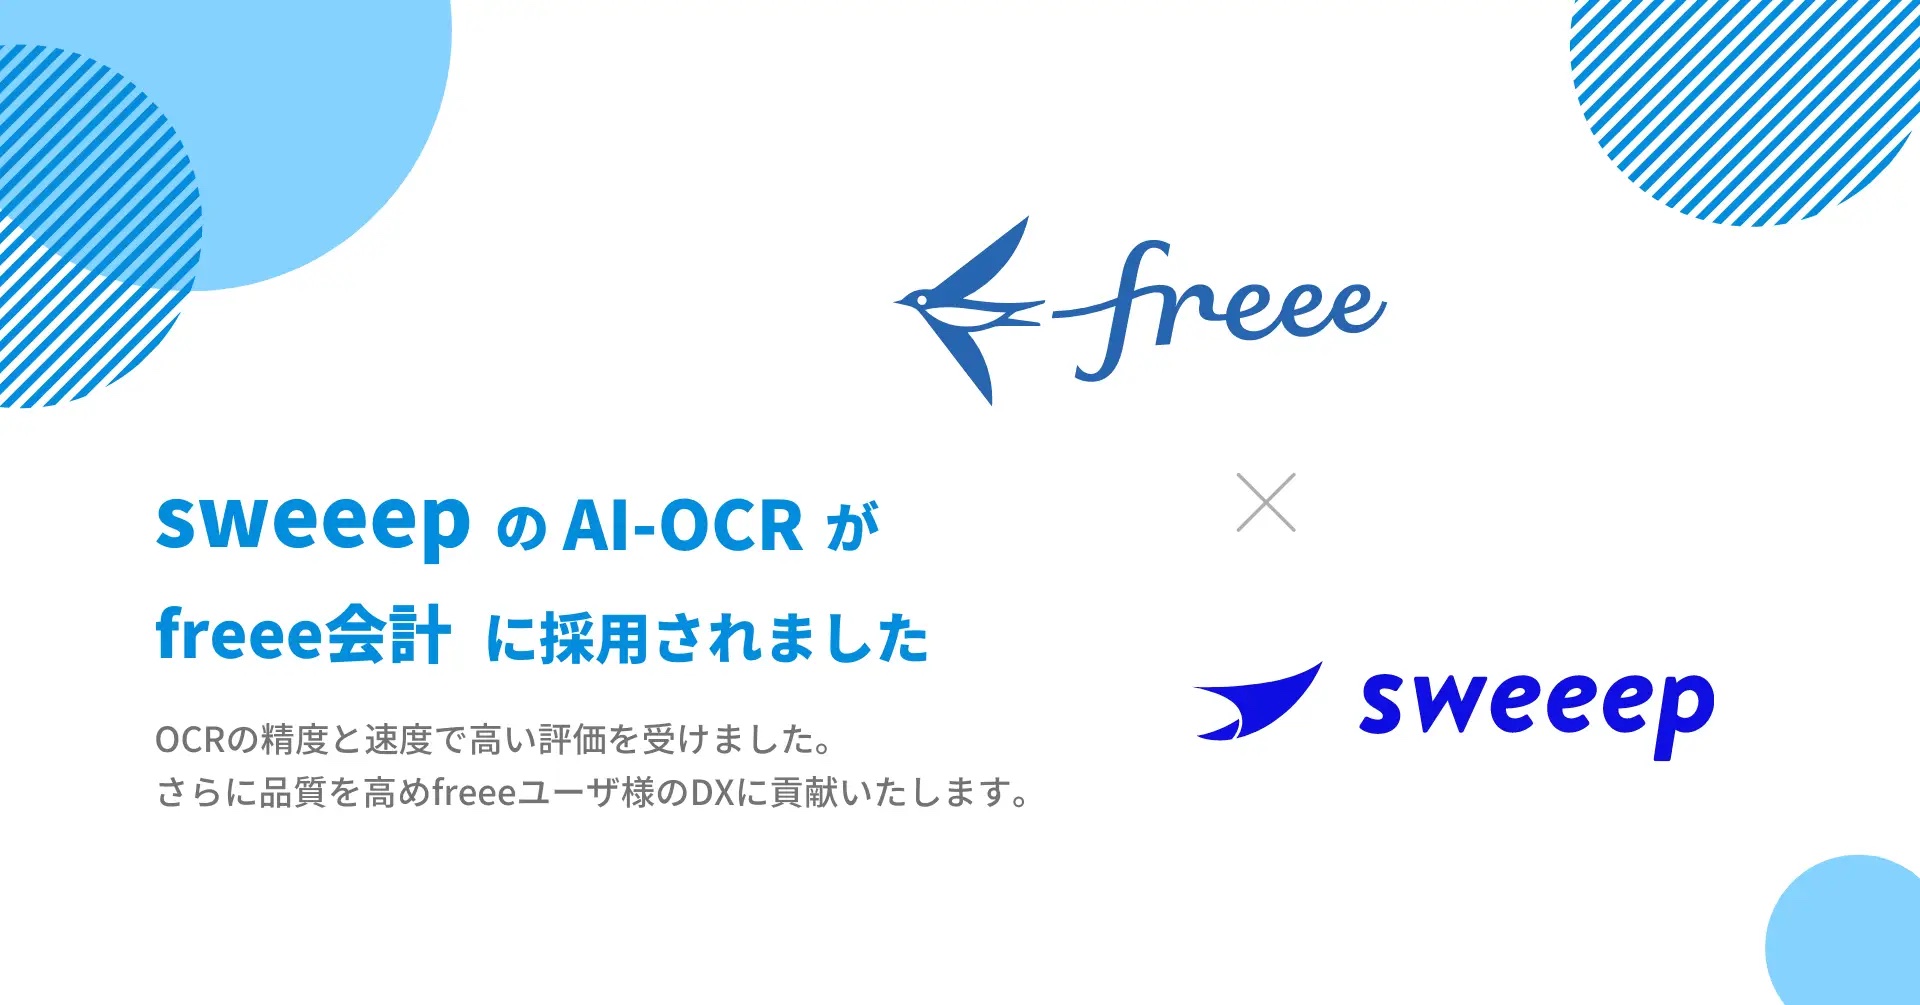 freee
sweeep の AI-OCR が
freee会計 に採用されました
OCRの精度と速度で高い評価を受けました。
さらに品質を高めfreeeユーザ様のDXに貢献いたします。
sweeep